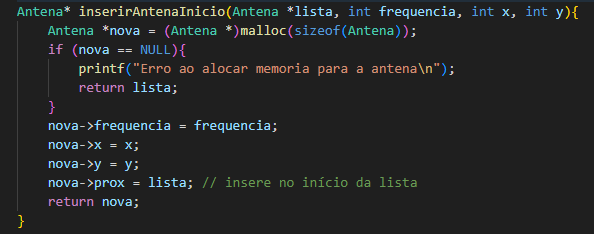 Antena* inserirAntenaInicio(Antena *lista, int frequencia, int x, int y){
    Antena *nova = (Antena *)malloc(sizeof(Antena));
    if (nova == NULL){
        printf("Erro ao alocar memoria para a antena\n");
        return lista;
    }
    nova->frequencia = frequencia;
    nova->x = x;
    nova->y = y;
    nova->prox = lista; // insere no início da lista
    return nova;
}